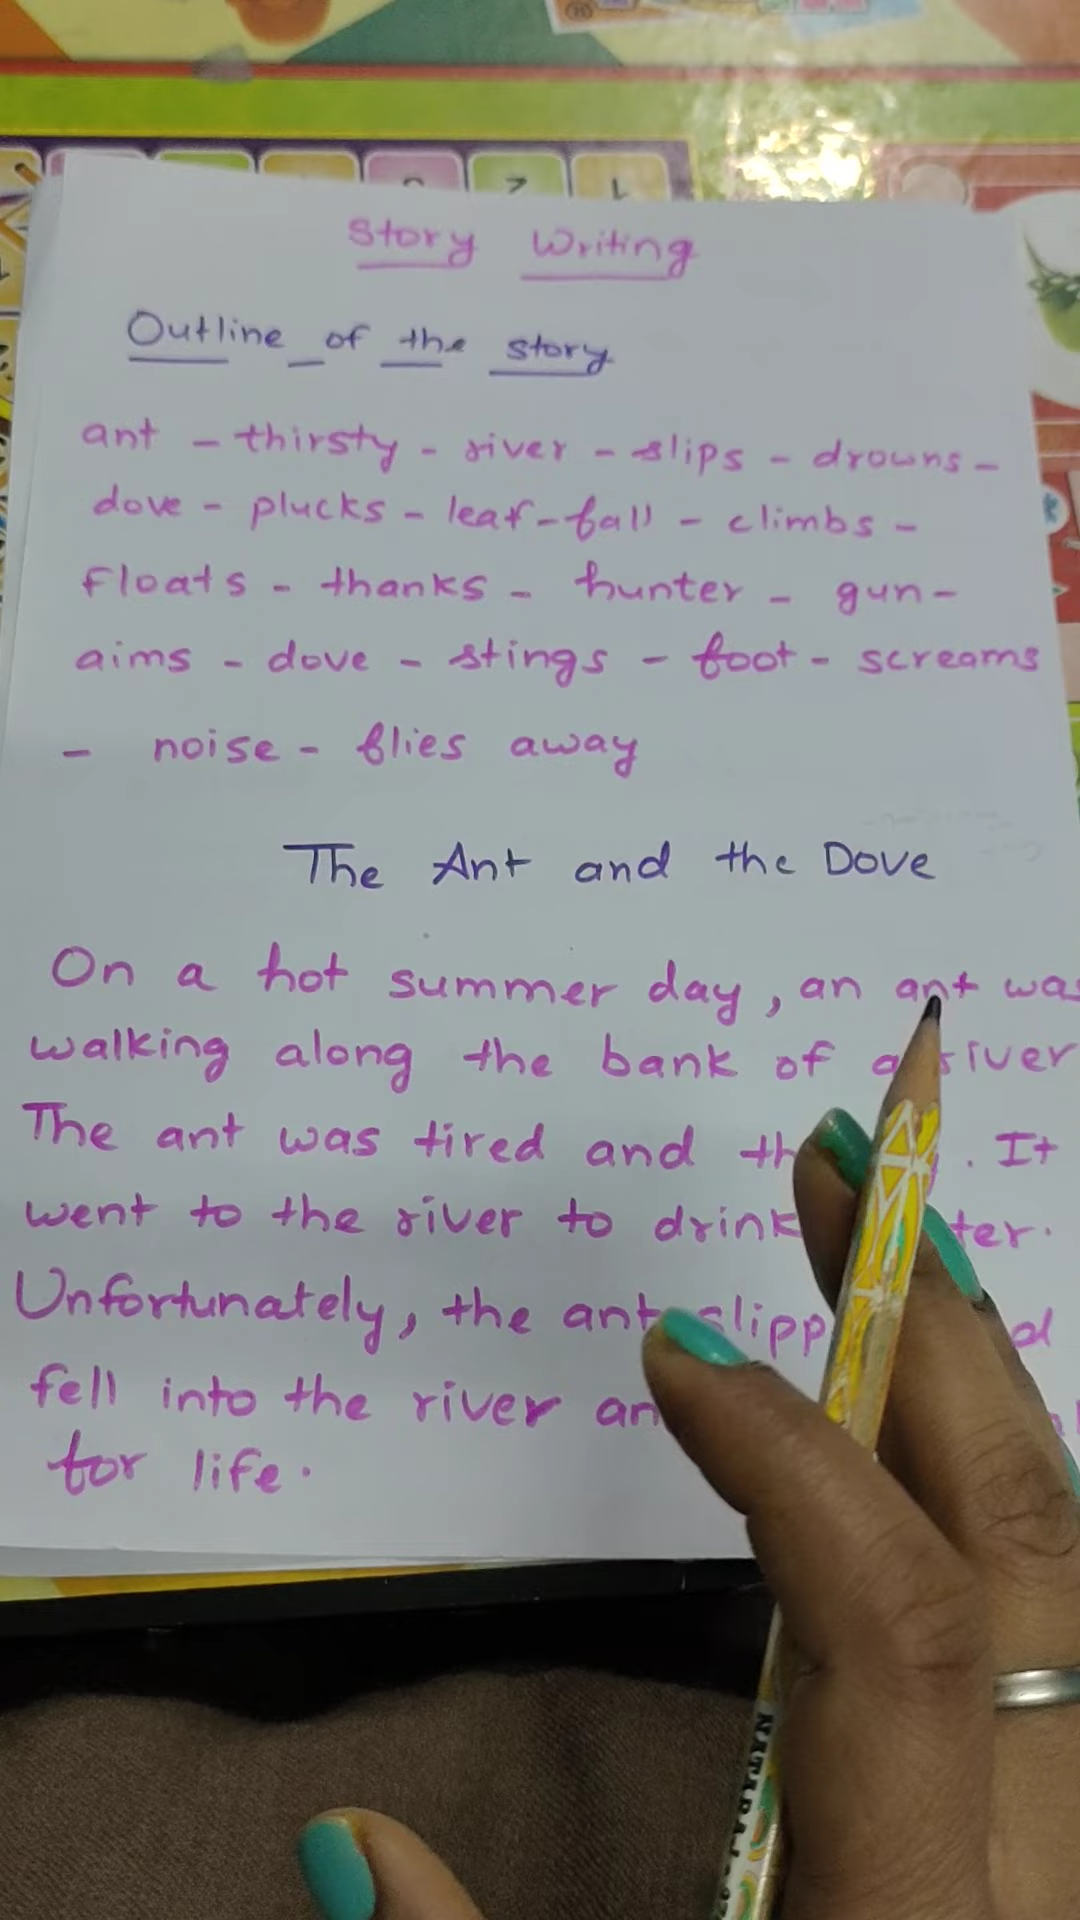 Story Writing
Outline of the story
ant - thirsty - river - slips - drowns -
dove - plucks - leaf - fall - climbs -
Floats - thanks - hunter - gun -
aims - dove - stings - foot - screams
- noise - flies away
The Ant and the Dove
On a hot summer day, an ant was
walking along the bank of a river
The ant was tired and . It
went to the river to drink
Unfortunately, the ant
fell into the river
for life.
NATARAJ